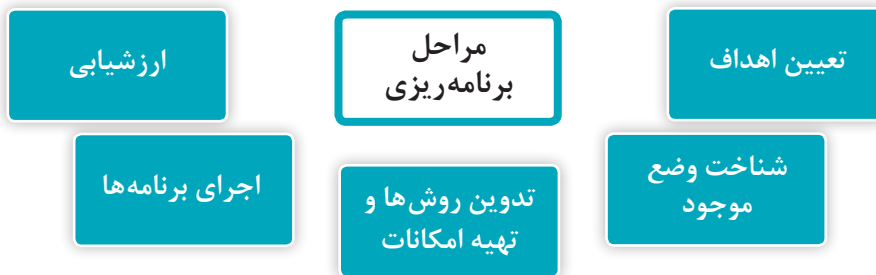 مراحل
برنامه‌ریزی
تعیین اهداف
شناخت وضع
موجود
تدوین روش‌ها و
تهیه امکانات
اجرای برنامه‌ها
ارزشیابی